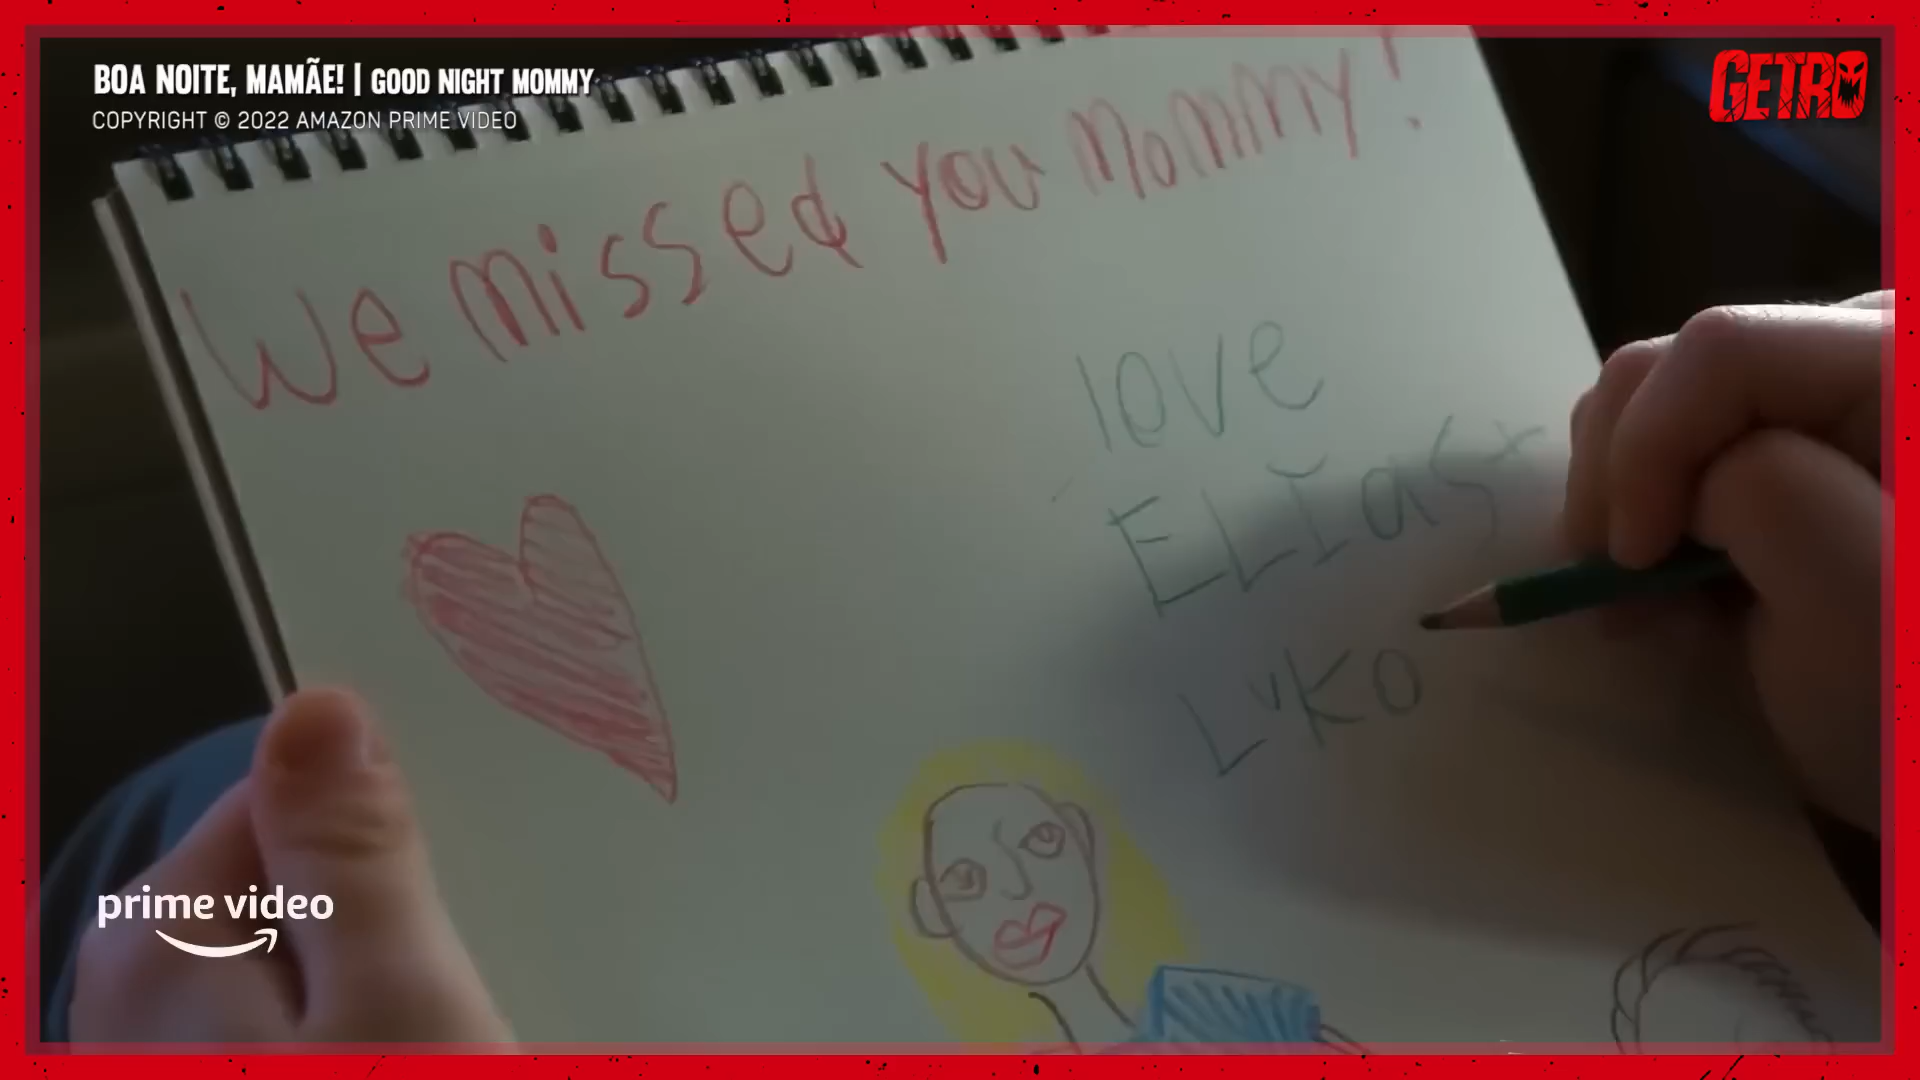 BOA NOITE, MAMÃE! | GOOD NIGHT MOMMY
COPYRIGHT © 2022 AMAZON PRIME VIDEO
GETRO
We missed you Mommy!
love
ELIas +
LuKa
prime video